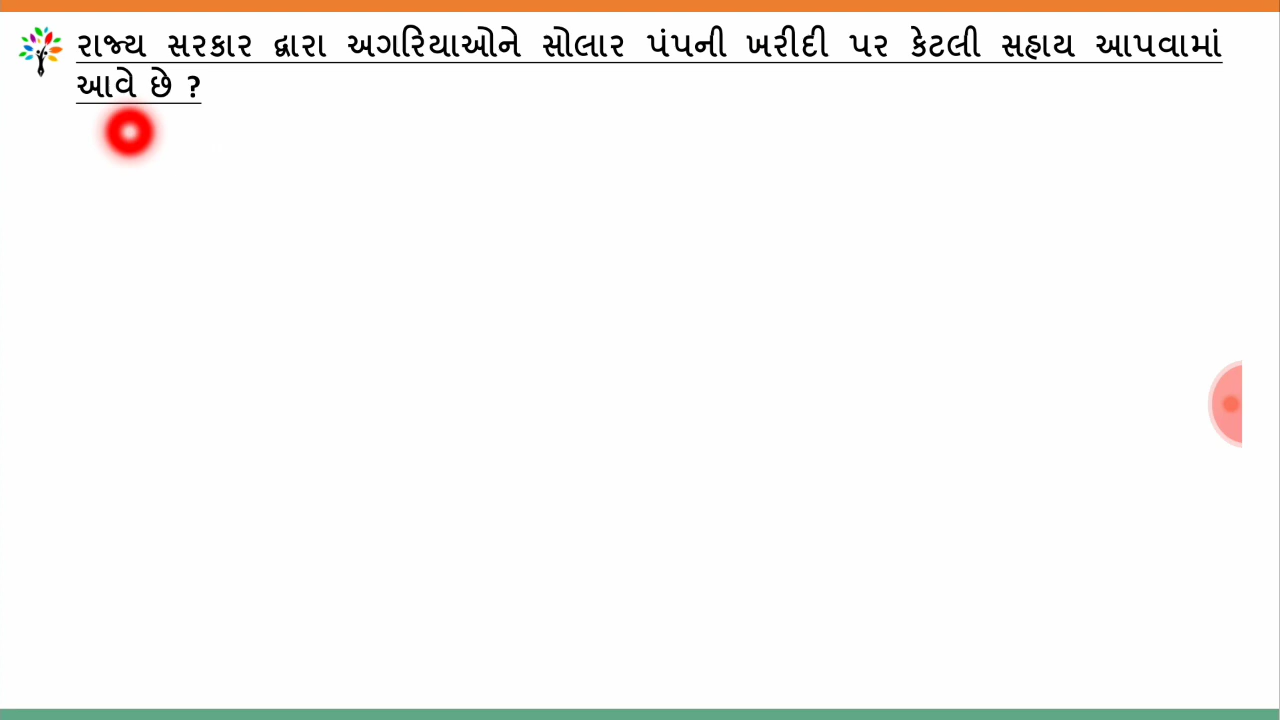 રાજ્ય સરકાર દ્વારા અગરિયાઓને સોલાર પંપની ખરીદી પર કેટલી સહાય આપવામાં
આવે છે ?